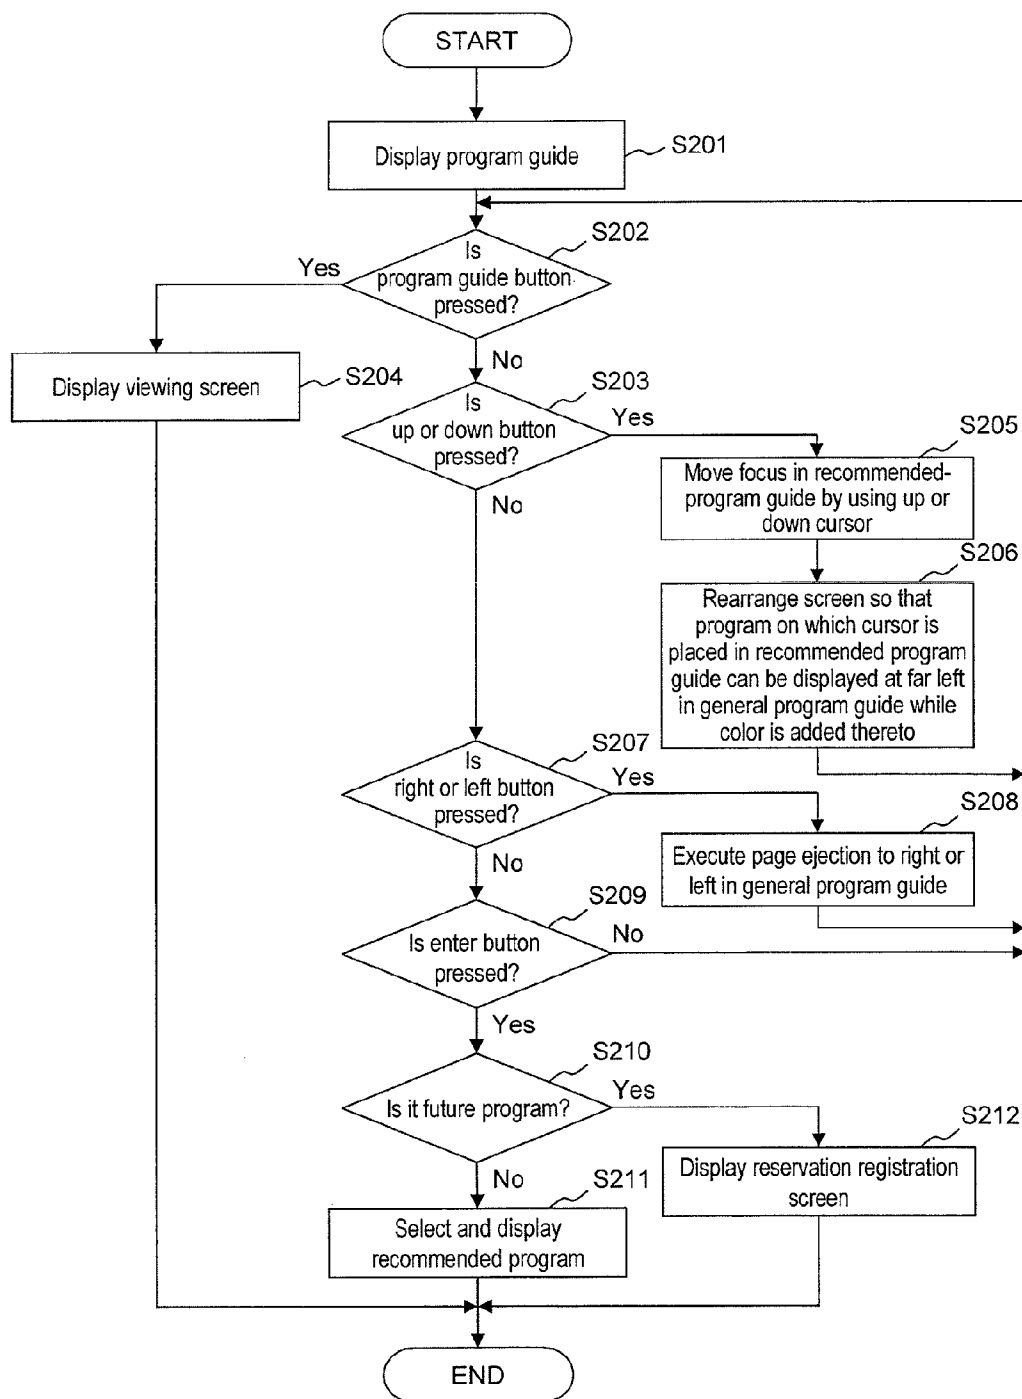 START
Display program guide
S201
Is
program guide button
pressed?
S202
Yes
No
Display viewing screen
S204
Is
up or down button
pressed?
S203
Yes
No
S205
Move focus in recommended-
program guide by using up or
down cursor
S206
Rearrange screen so that
program on which cursor is
placed in recommended program
guide can be displayed at far left
in general program guide while
color is added thereto
Is
right or left button
pressed?
S207
Yes
No
S208
Execute page ejection to right or
left in general program guide
Is enter button
pressed?
S209
No
Yes
Is it future program?
S210
Yes
No
S212
Display reservation registration
screen
S211
Select and display
recommended program
END